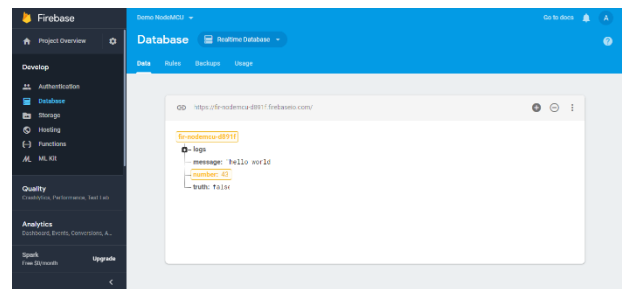 Firebase
Demo NodeMCU
Go to docs
A
Project Overview
Database
Realtime Database
?
Develop
Data Rules Backups Usage
Authentication
Database
Storage
Hosting
Functions
ML Kit
https://fir-nodemcu-d891f.firebaseio.com/
fir-nodemcu-d891f
logs
message: "hello world
number: 43
truth: false
Quality
Crashlytics, Performance, Test Lab
Analytics
Dashboard, Events, Conversions, A...
Spark
Free $0/month
Upgrade